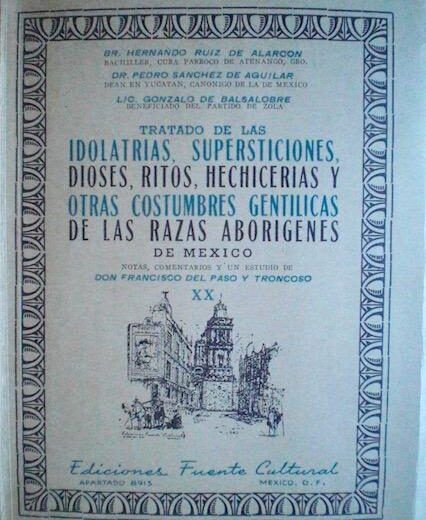 BR. HERNANDO RUIZ DE ALARCON
BACHILLER, CURA PARROCO DE ATENANGO, GRO.
DR. PEDRO SANCHEZ DE AGUILAR
DEAN EN YUCATAN, CANONIGO DE LA DE MEXICO
LIC. GONZALO DE BALSALOBRE
BENEFICIADO DEL PARTIDO DE ZOLA
TRATADO DE LAS
IDOLATRIAS, SUPERSTICIONES,
DIOSES, RITOS, HECHICERIAS Y
OTRAS COSTUMBRES GENTILICAS
DE LAS RAZAS ABORIGENES
DE MEXICO
NOTAS, COMENTARIOS Y UN ESTUDIO DE
DON FRANCISCO DEL PASO Y TRONCOSO
XX
Ediciones Fuente Cultural
APARTADO 8913 MEXICO, D. F.